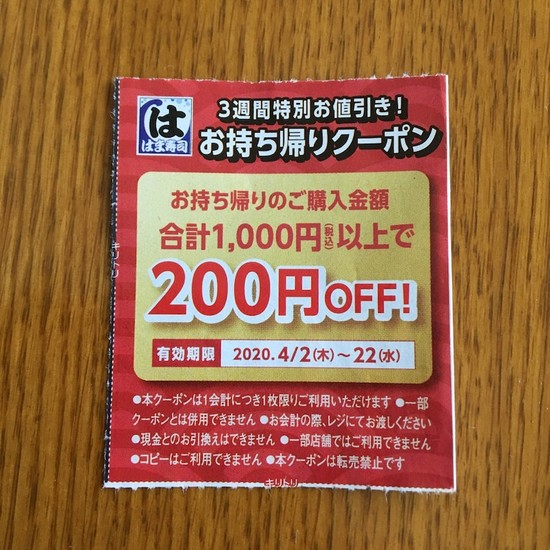 は
はま寿司
3週間特別お値引き！
お持ち帰りクーポン
お持ち帰りのご購入金額
合計1,000円(税込)以上で
200円OFF!
有効期限 2020.4/2(木)～22(水)
●本クーポンは1会計につき1枚限りご利用いただけます ●一部
クーポンとは併用できません ●お会計の際、レジにてお渡しください
●現金とのお引換えはできません ●一部店舗ではご利用できません
●コピーはご利用できません ●本クーポンは転売禁止です
キリトリ
キリトリ